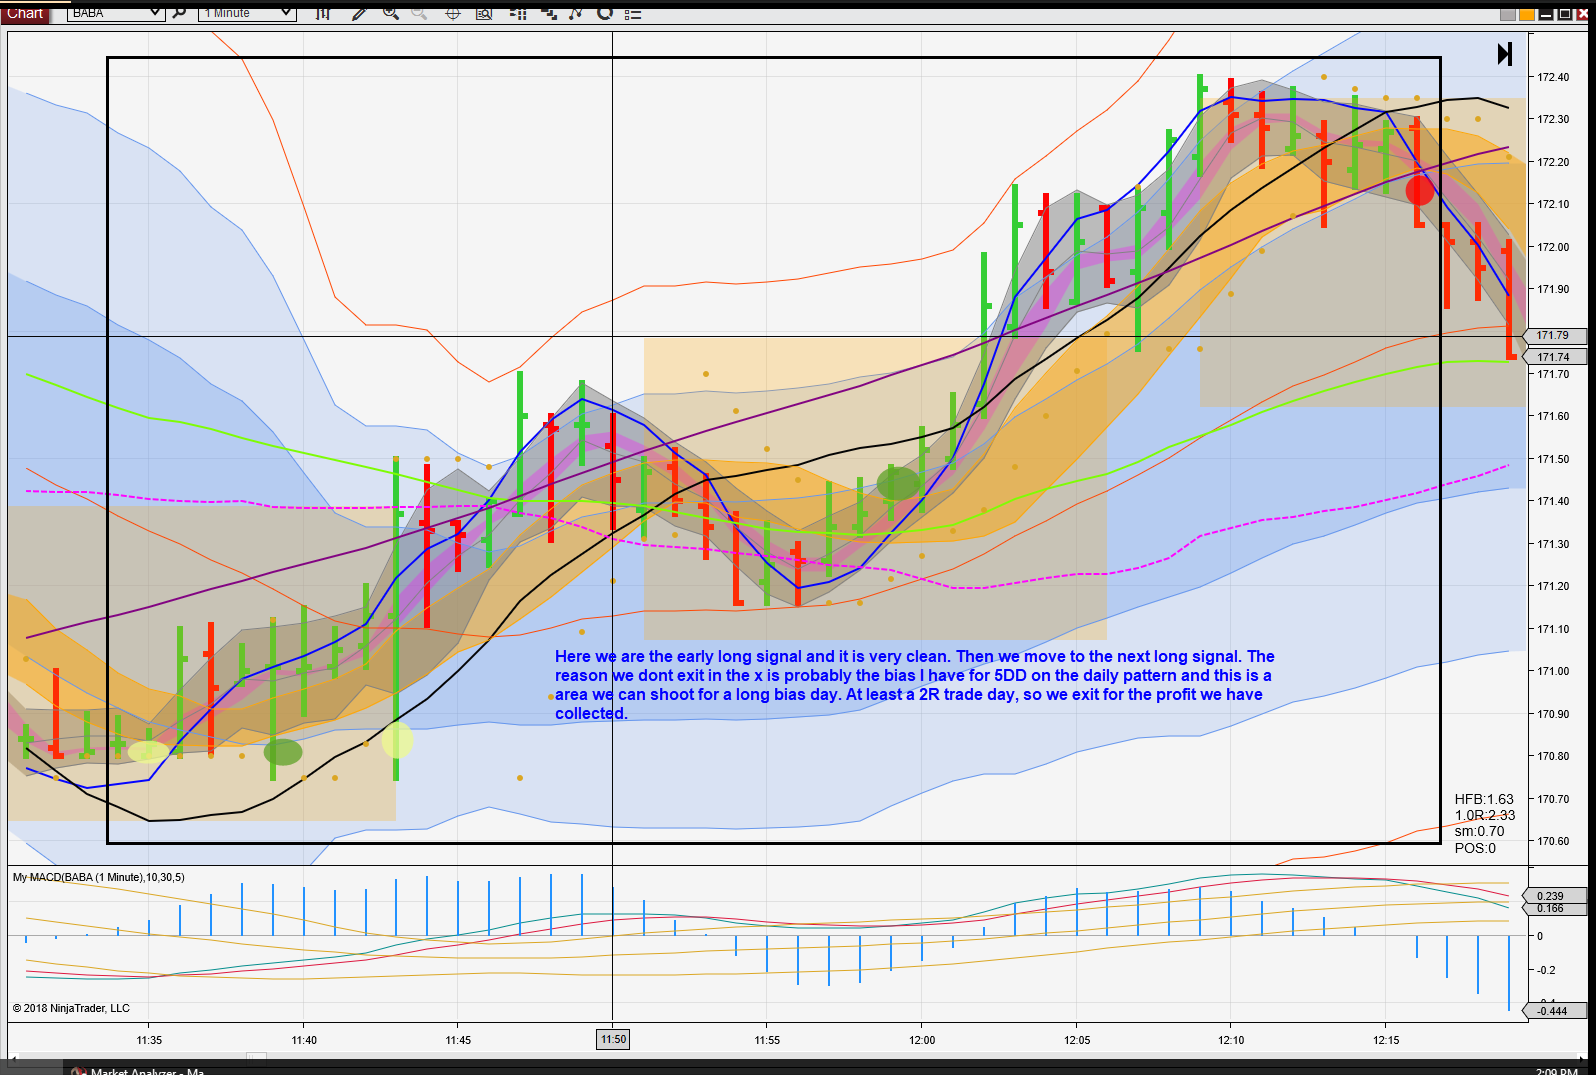 Chart BABA 1 Minute
172.40
172.30
172.20
172.10
172.00
171.90
171.79
171.74
171.70
171.60
171.50
171.40
171.30
171.20
171.10
Here we are the early long signal and it is very clean. Then we move to the next long signal. The
reason we dont exit in the x is probably the bias I have for 5DD on the daily pattern and this is a
area we can shoot for a long bias day. At least a 2R trade day, so we exit for the profit we have
collected.
171.00
170.90
170.80
170.70
170.60
HFB:1.63
1.0R:2.33
sm:0.70
POS:0
My MACD(BABA (1 Minute),10,30,5)
0.239
0.166
0
-0.2
-0.4
-0.444
© 2018 NinjaTrader, LLC
11:35 11:40 11:45 11:50 11:55 12:00 12:05 12:10 12:15
Market Analyzer - Ma
2:09 PM